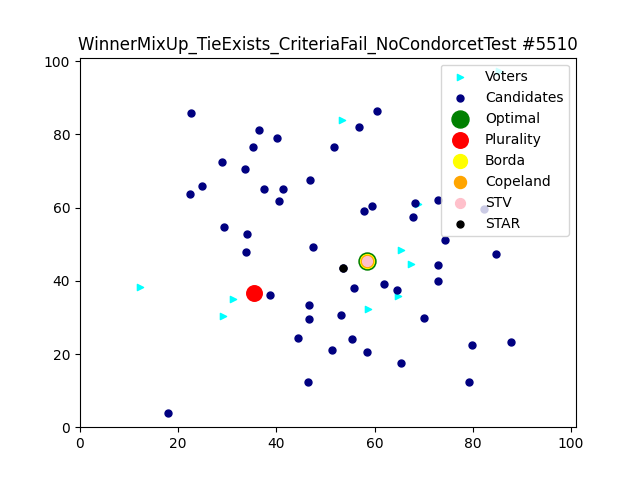 WinnerMixUp_TieExists_CriteriaFail_NoCondorcetTest #5510
100
80
60
40
20
0
0
20
40
60
80
100
Voters
Candidates
Optimal
Plurality
Borda
Copeland
STV
STAR